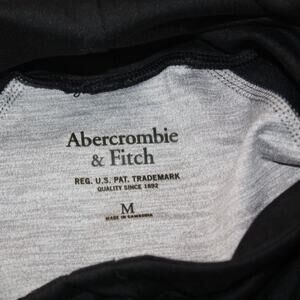 Abercrombie
& Fitch
REG. U.S. PAT. TRADEMARK
QUALITY SINCE 1892
M
MADE IN CAMBODIA